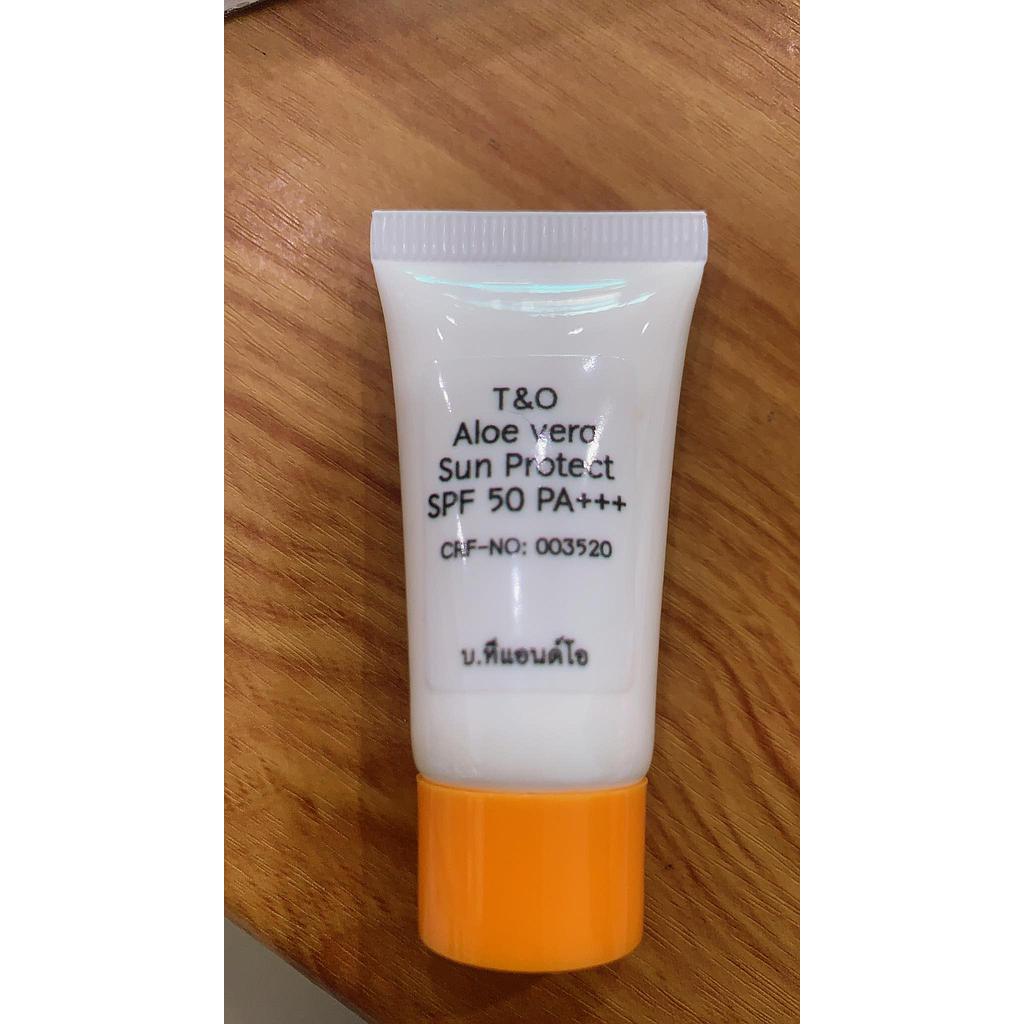 T&O
Aloe vera
Sun Protect
SPF 50 PA+++
CRF-NO: 003520
บ.ทีแอนด์โอ